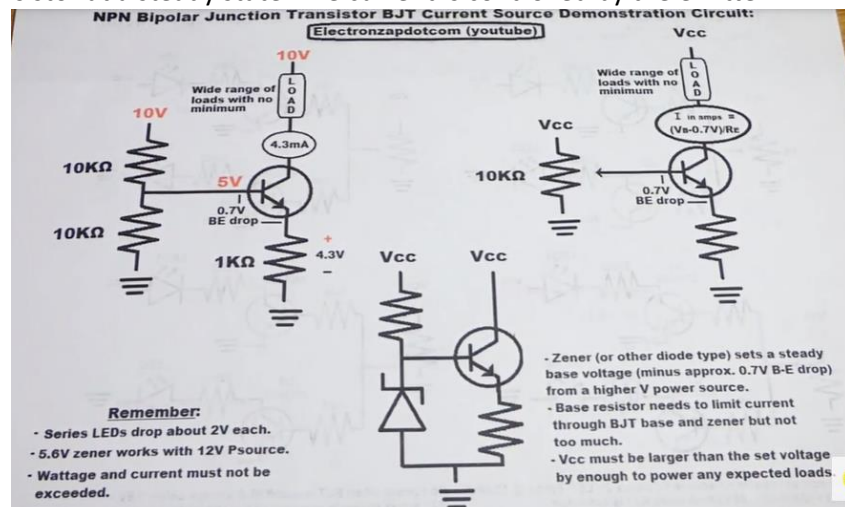 NPN Bipolar Junction Transistor BJT Current Source Demonstration Circuit:
Electronzapdotcom (youtube)
10V
Wide range of
loads with no
minimum
LOAD
10V
4.3mA
10KΩ
5V
0.7V
BE drop
10KΩ
1KΩ
+
4.3V
-
Vcc
Wide range of
loads with no
minimum
LOAD
I in amps =
(VB-0.7V)/RE
Vcc
10KΩ
0.7V
BE drop
Vcc
Vcc
- Zener (or other diode type) sets a steady
base voltage (minus approx. 0.7V B-E drop)
from a higher V power source.
- Base resistor needs to limit current
through BJT base and zener but not
too much.
- Vcc must be larger than the set voltage
by enough to power any expected loads.
Remember:
- Series LEDs drop about 2V each.
- 5.6V zener works with 12V Psource.
- Wattage and current must not be
exceeded.